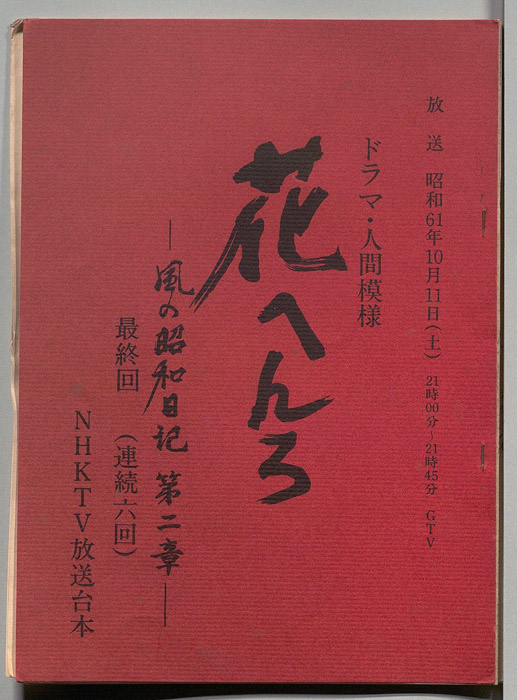 放送 昭和61年10月11日(土) 21時00分―21時45分 GTV
ドラマ・人間模様
花へんろ
―風の昭和日記 第二章―
最終回 (連続六回)
NHKTV放送台本